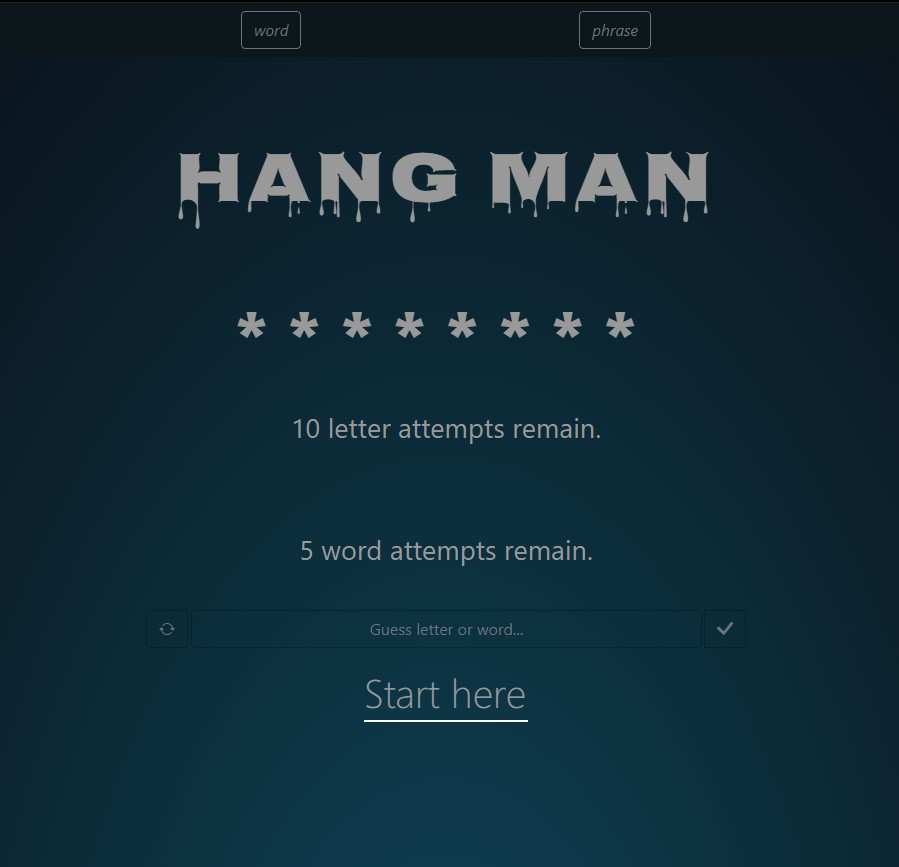 word
phrase
HANG MAN
* * * * * * * *
10 letter attempts remain.
5 word attempts remain.
Guess letter or word...
Start here